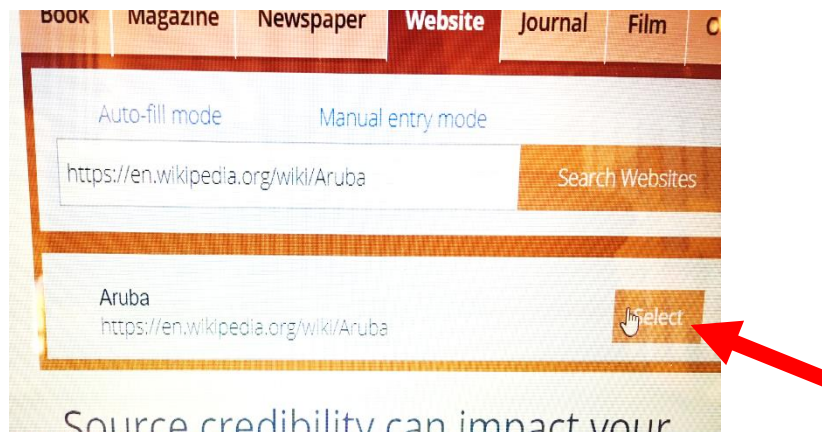 Book Magazine Newspaper Website Journal Film
Auto-fill mode Manual entry mode
https://en.wikipedia.org/wiki/Aruba Search Websites
Aruba
https://en.wikipedia.org/wiki/Aruba Select
Source credibility can impact your